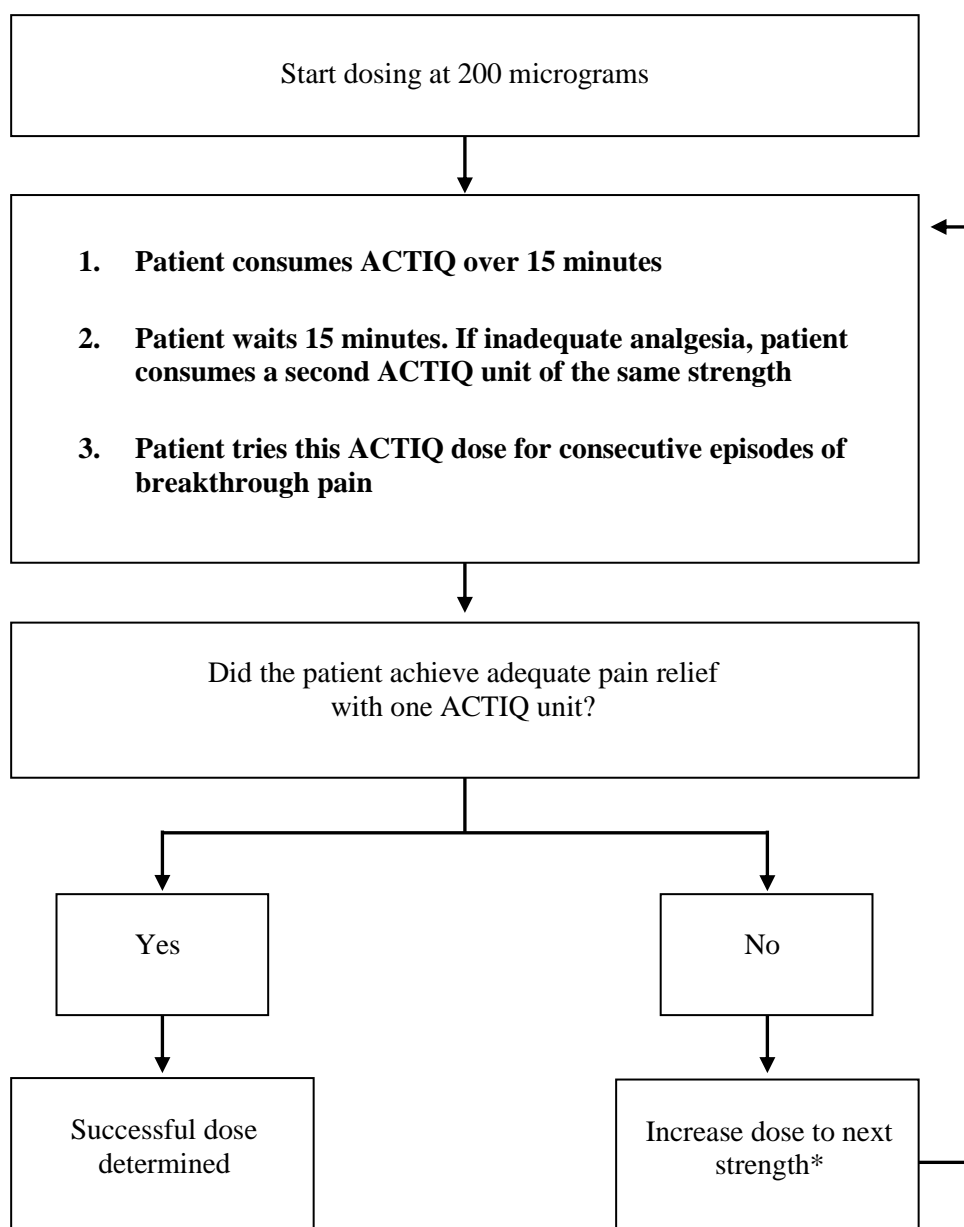 Start dosing at 200 micrograms
1. Patient consumes ACTIQ over 15 minutes
2. Patient waits 15 minutes. If inadequate analgesia, patient
consumes a second ACTIQ unit of the same strength
3. Patient tries this ACTIQ dose for consecutive episodes of
breakthrough pain
Did the patient achieve adequate pain relief
with one ACTIQ unit?
Yes
No
Successful dose
determined
Increase dose to next
strength*